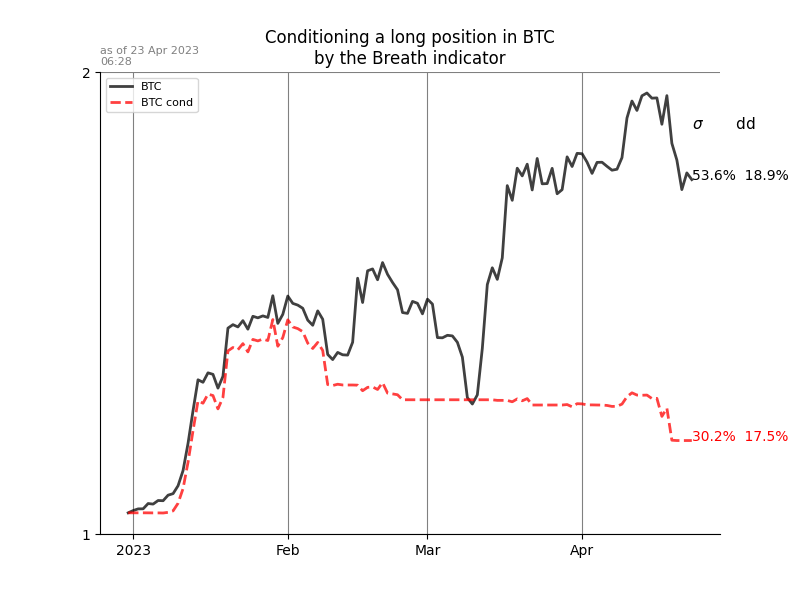 Conditioning a long position in BTC
by the Breath indicator
as of 23 Apr 2023
06:28
2
BTC
BTC cond
σ dd
53.6% 18.9%
30.2% 17.5%
1
2023 Feb Mar Apr